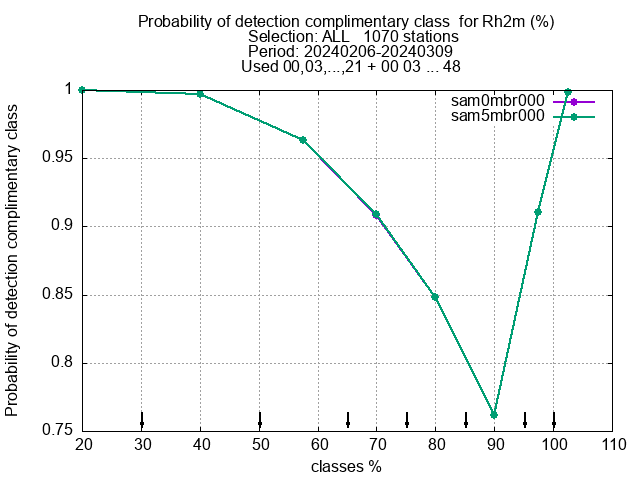 Probability of detection complimentary class  for Rh2m (%)
Selection: ALL   1070 stations
Period: 20240206-20240309
Used 00,03,...,21 + 00 03 ... 48
sam0mbr000
sam5mbr000
Probability of detection complimentary class
1
0.95
0.9
0.85
0.8
0.75
20 30 40 50 60 70 80 90 100 110
classes %